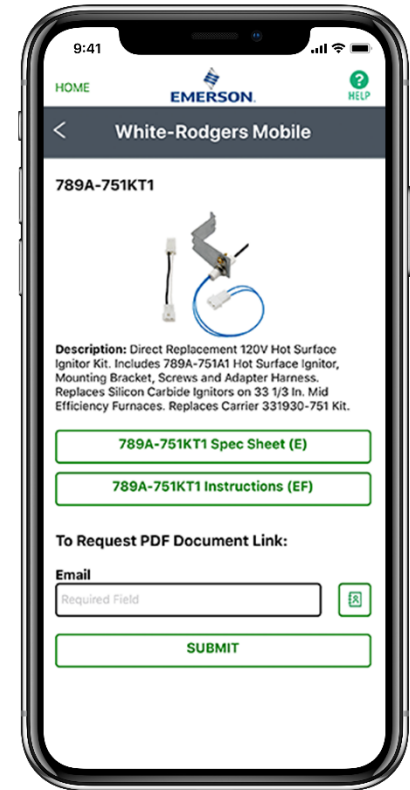 9:41
HOME
EMERSON.
?
HELP
< White-Rodgers Mobile
789A-751KT1
Description: Direct Replacement 120V Hot Surface
Ignitor Kit. Includes 789A-751A1 Hot Surface Ignitor,
Mounting Bracket, Screws and Adapter Harness.
Replaces Silicon Carbide Ignitors on 33 1/3 In. Mid
Efficiency Furnaces. Replaces Carrier 331930-751 Kit.
789A-751KT1 Spec Sheet (E)
789A-751KT1 Instructions (EF)
To Request PDF Document Link:
Email
Required Field
SUBMIT